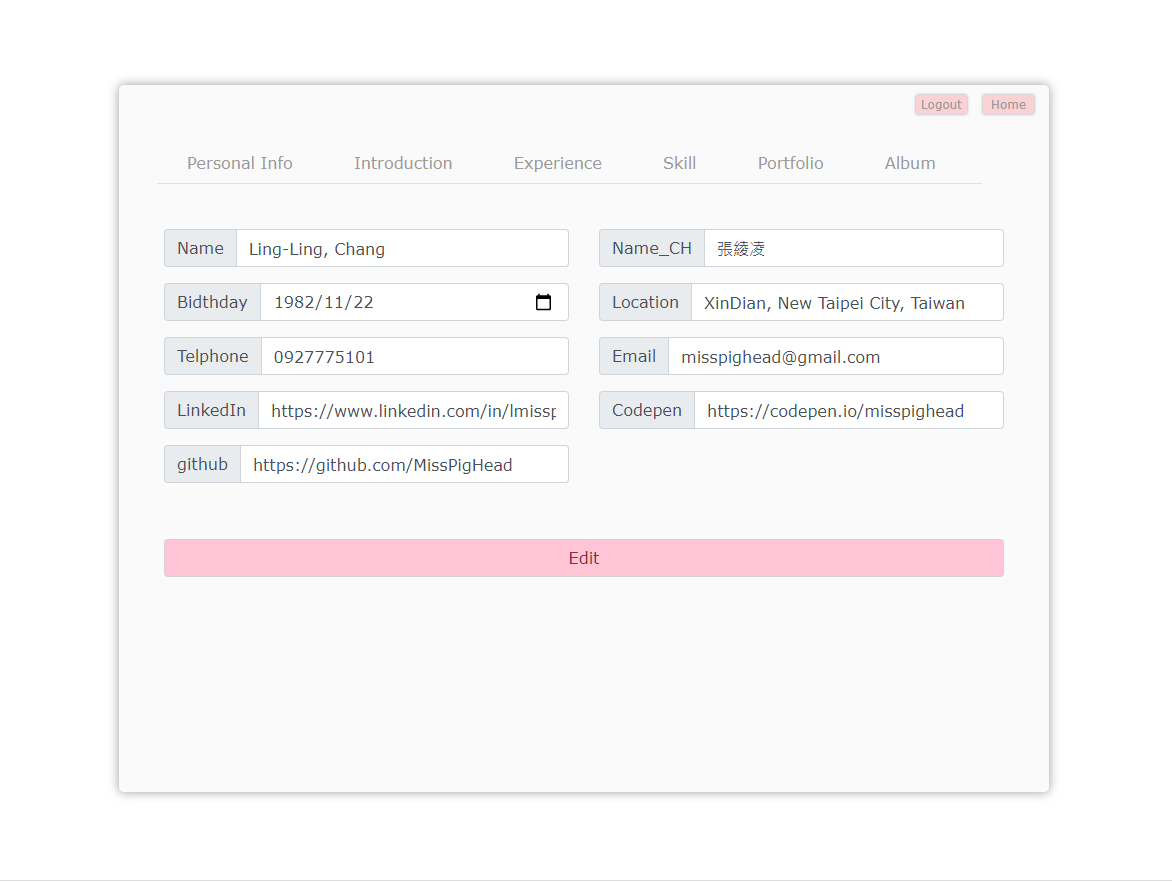 Logout Home
Personal Info Introduction Experience Skill Portfolio Album
Name Ling-Ling, Chang Name_CH 張綾凌
Bidthday 1982/11/22 Location XinDian, New Taipei City, Taiwan
Telphone 0927775101 Email misspighead@gmail.com
LinkedIn https://www.linkedin.com/in/lmissp Codepen https://codepen.io/misspighead
github https://github.com/MissPigHead
Edit